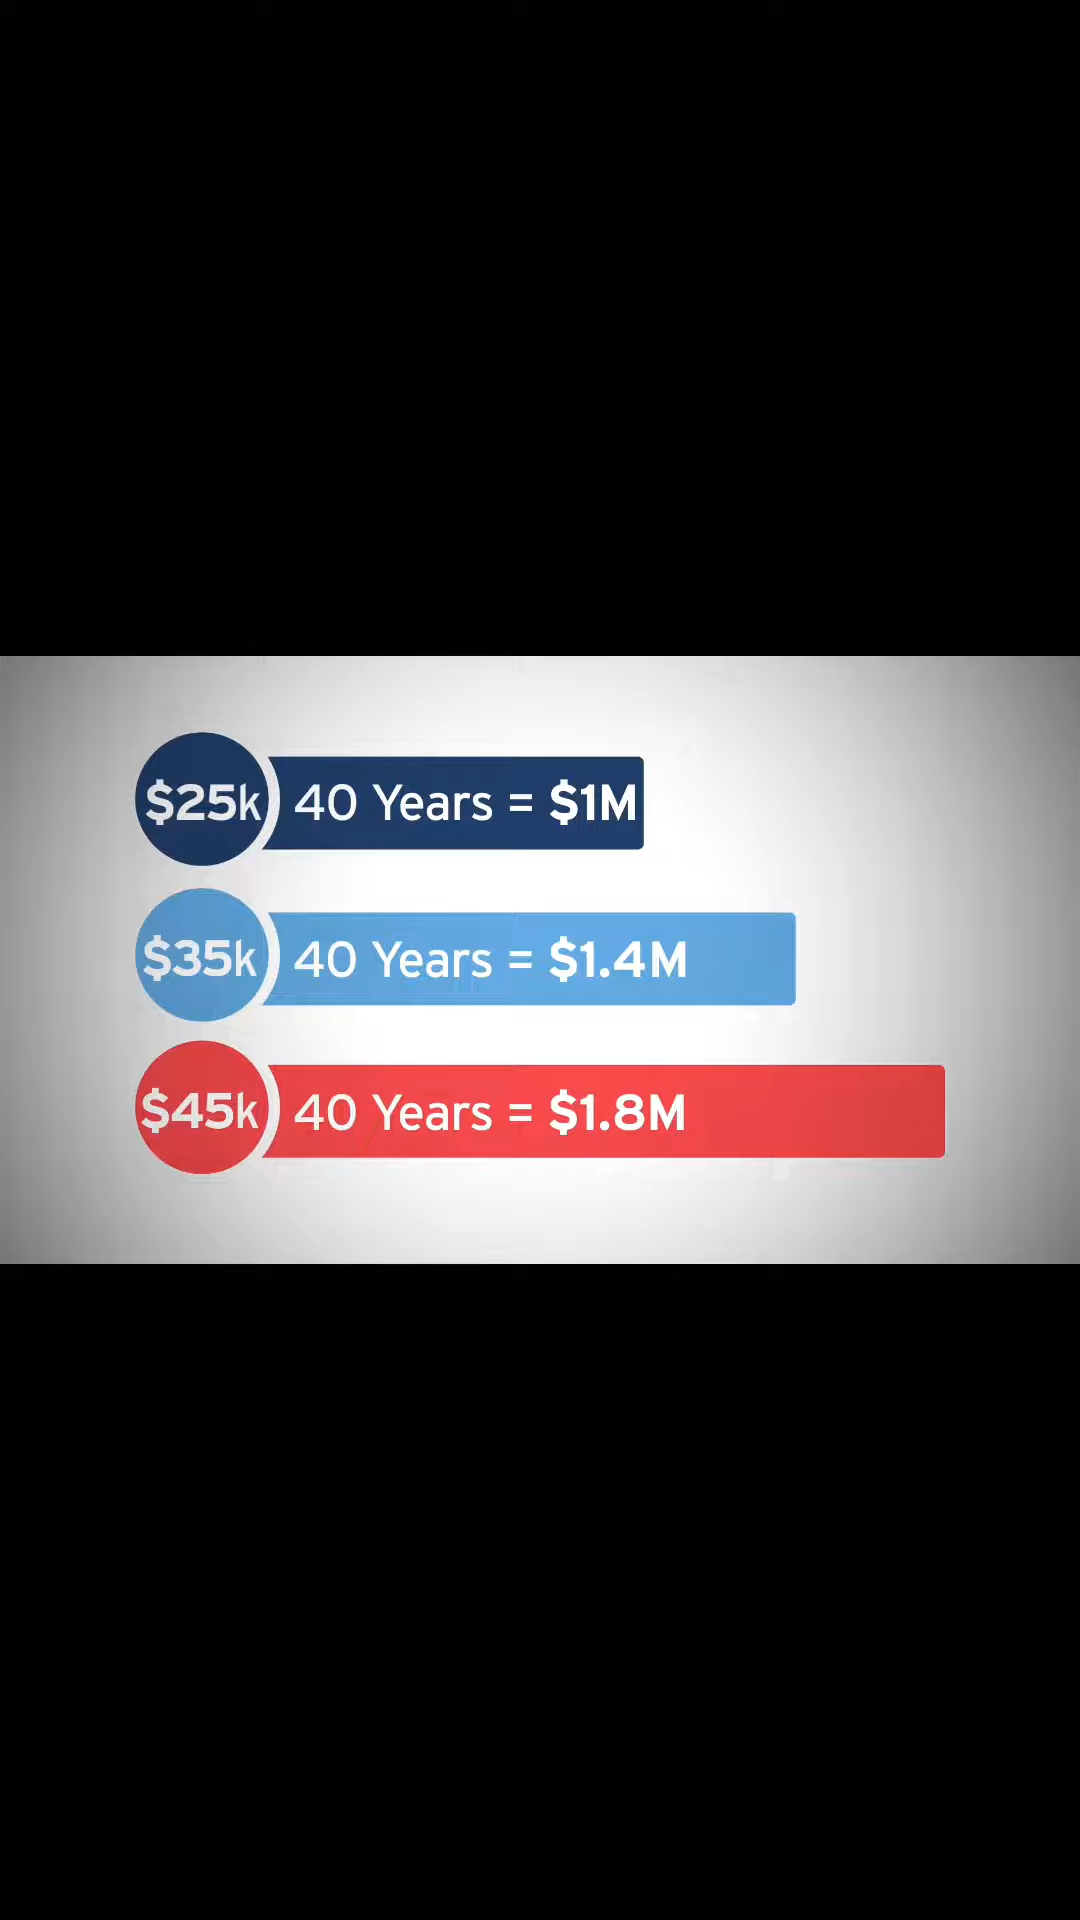 $25k 40 Years = $1M
$35k 40 Years = $1.4M
$45k 40 Years = $1.8M